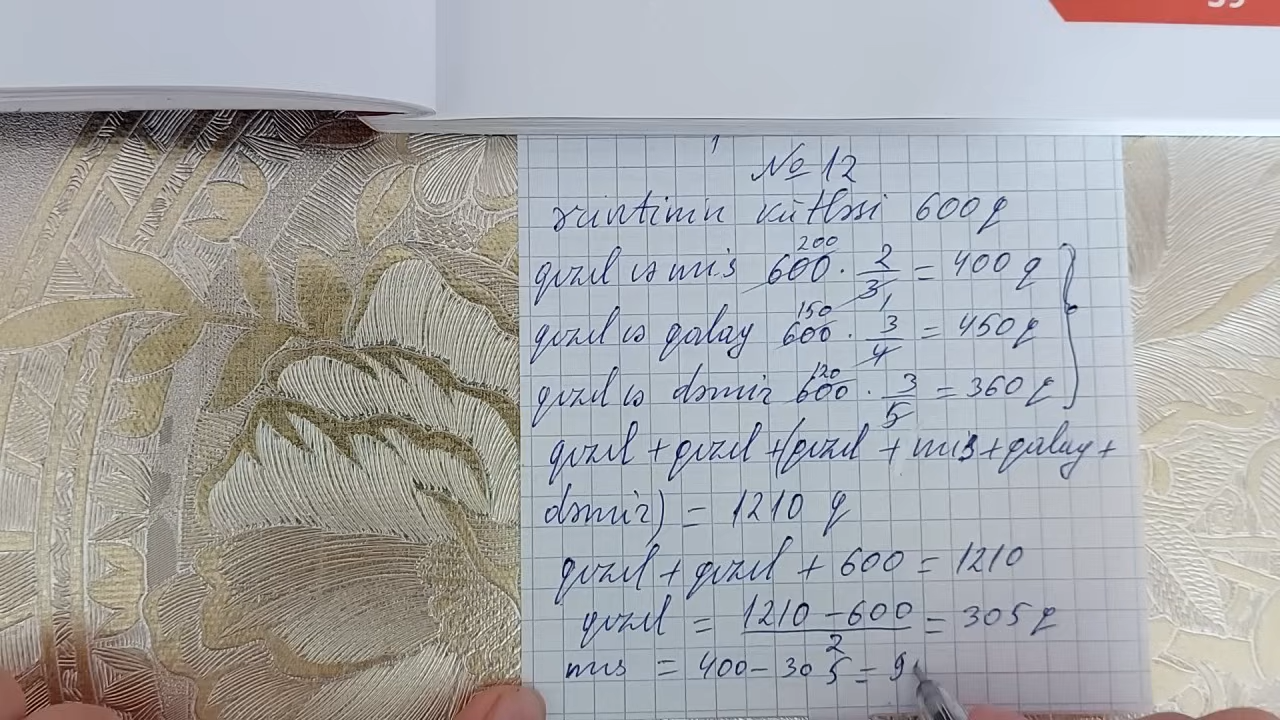 39
№ 12
xəlitinin kütləsi 600 q
qızıl və mis 600 · 2/3 = 400 q
qızıl və qalay 600 · 3/4 = 450 q
qızıl və dəmir 600 · 3/5 = 360 q
qızıl + qızıl + (qızıl + mis + qalay +
dəmir) = 1210 q
qızıl + qızıl + 600 = 1210
qızıl = 1210 – 600 / 2 = 305 q
mis = 400 – 305 = 9